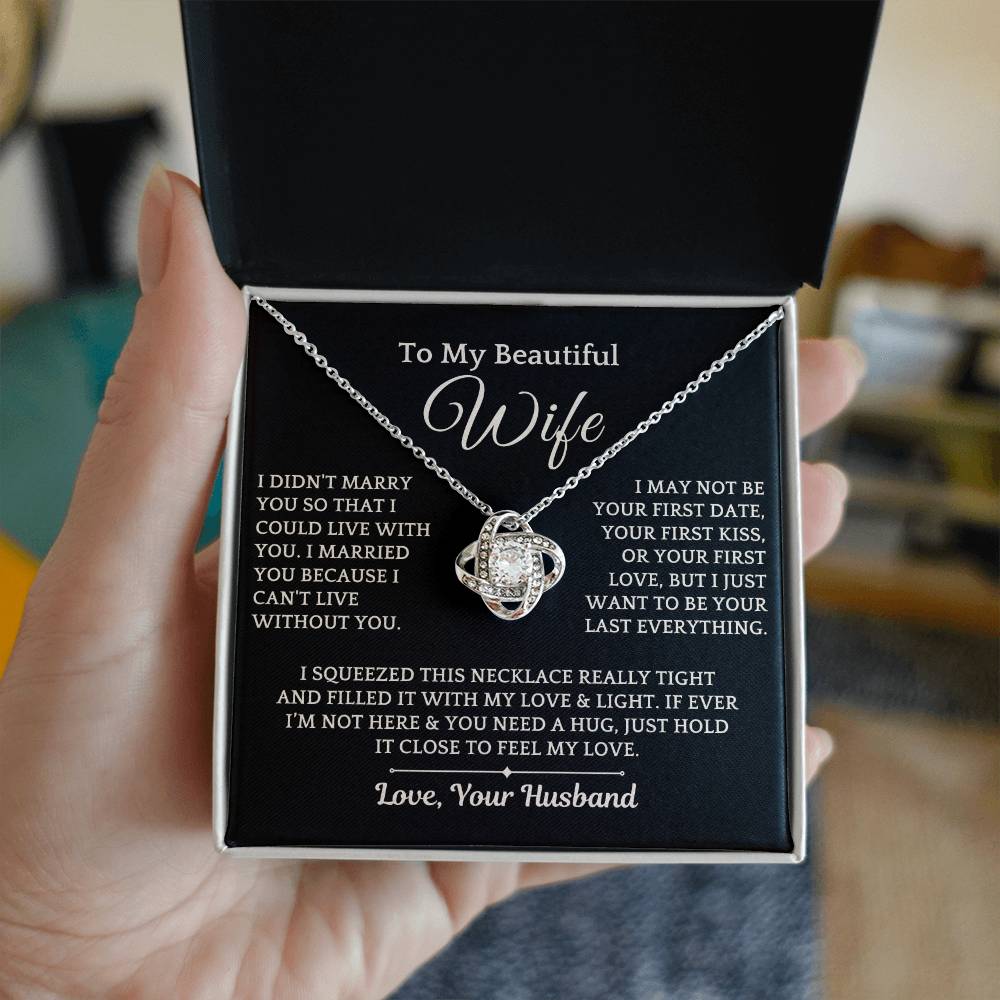 To My Beautiful
Wife
I DIDN'T MARRY
YOU SO THAT I
COULD LIVE WITH
YOU. I MARRIED
YOU BECAUSE I
CAN'T LIVE
WITHOUT YOU.
I MAY NOT BE
YOUR FIRST DATE,
YOUR FIRST KISS,
OR YOUR FIRST
LOVE, BUT I JUST
WANT TO BE YOUR
LAST EVERYTHING.
I SQUEEZED THIS NECKLACE REALLY TIGHT
AND FILLED IT WITH MY LOVE & LIGHT. IF EVER
I'M NOT HERE & YOU NEED A HUG, JUST HOLD
IT CLOSE TO FEEL MY LOVE.
Love, Your Husband